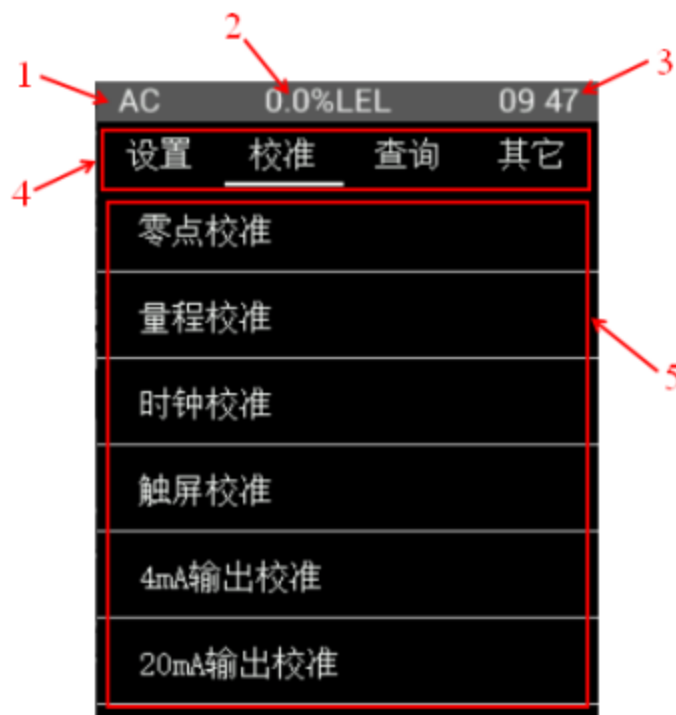 2
1
3
AC 0.0%LEL 09 47
设置 校准 查询 其它
4
零点校准
量程校准
5
时钟校准
触屏校准
4mA输出校准
20mA输出校准